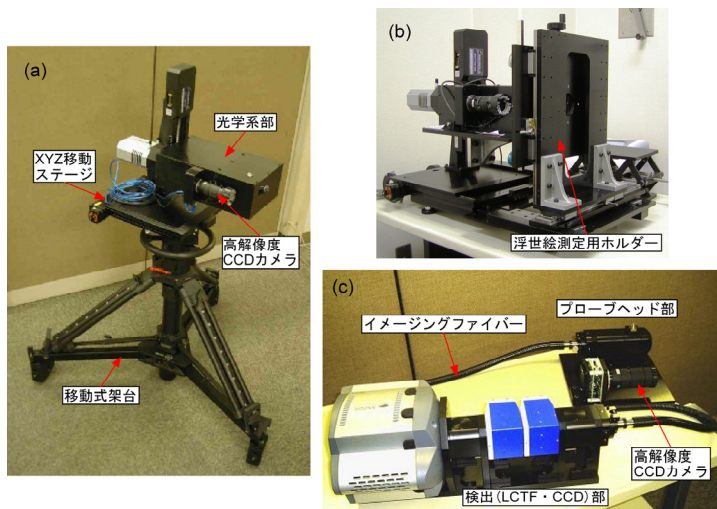 (a)
光学系部
XYZ移動
ステージ
高解像度
CCDカメラ
移動式架台
(b)
浮世絵測定用ホルダー
(c)
プローブヘッド部
イメージングファイバー
高解像度
CCDカメラ
検出(LCTF・CCD)部